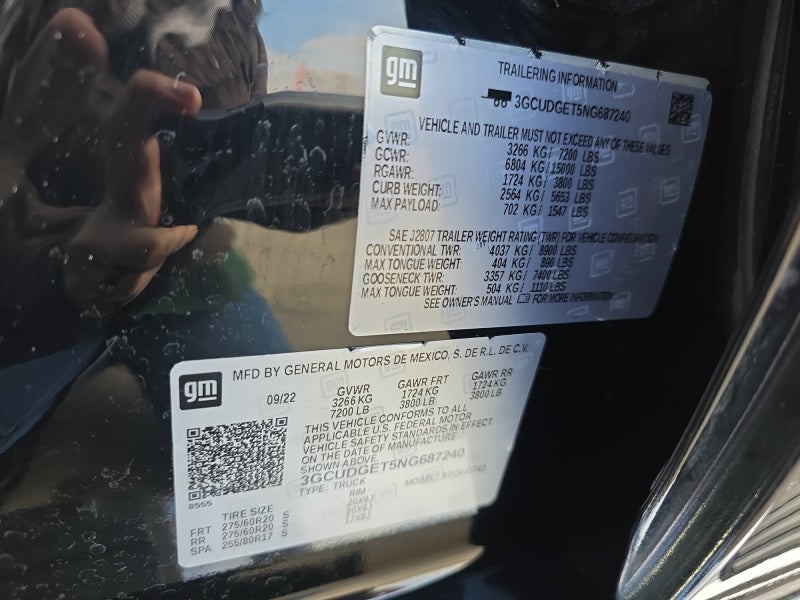 gm
TRAILERING INFORMATION
3GCUDGET5NG687240
VEHICLE AND TRAILER MUST NOT EXCEED ANY OF THESE VALUES
GVWR: 3266 KG/ 7200 LBS
GCWR: 6804 KG/ 15000 LBS
RGAWR: 1724 KG/ 3800 LBS
CURB WEIGHT: 2564 KG/ 5653 LBS
MAX PAYLOAD: 702 KG/ 1547 LBS
SAE J2807 TRAILER WEIGHT RATING (TWR) FOR VEHICLE CONFIGURATION
CONVENTIONAL TWR: 4037 KG/ 8900 LBS
MAX TONGUE WEIGHT: 404 KG/ 890 LBS
GOOSENECK TWR: 3357 KG/ 7400 LBS
MAX TONGUE WEIGHT: 504 KG/ 1110 LBS
SEE OWNER'S MANUAL FOR MORE INFORMATION
gm
MFD BY GENERAL MOTORS DE MEXICO, S. DE R.L. DE C.V.
09/22 GVWR GAWR FRT GAWR RR
3266 KG 1724 KG 1724 KG
7200 LB 3800 LB 3800 LB
THIS VEHICLE CONFORMS TO ALL
APPLICABLE U.S. FEDERAL MOTOR
VEHICLE SAFETY STANDARDS IN EFFECT
ON THE DATE OF MANUFACTURE
SHOWN ABOVE.
3GCUDGET5NG687240
TYPE: TRUCK MODEL:
8555
TIRE SIZE RIM
FRT 275/60R20 S 20X9J
RR 275/60R20 S 20X9J
SPA 255/80R17 S 17X8J